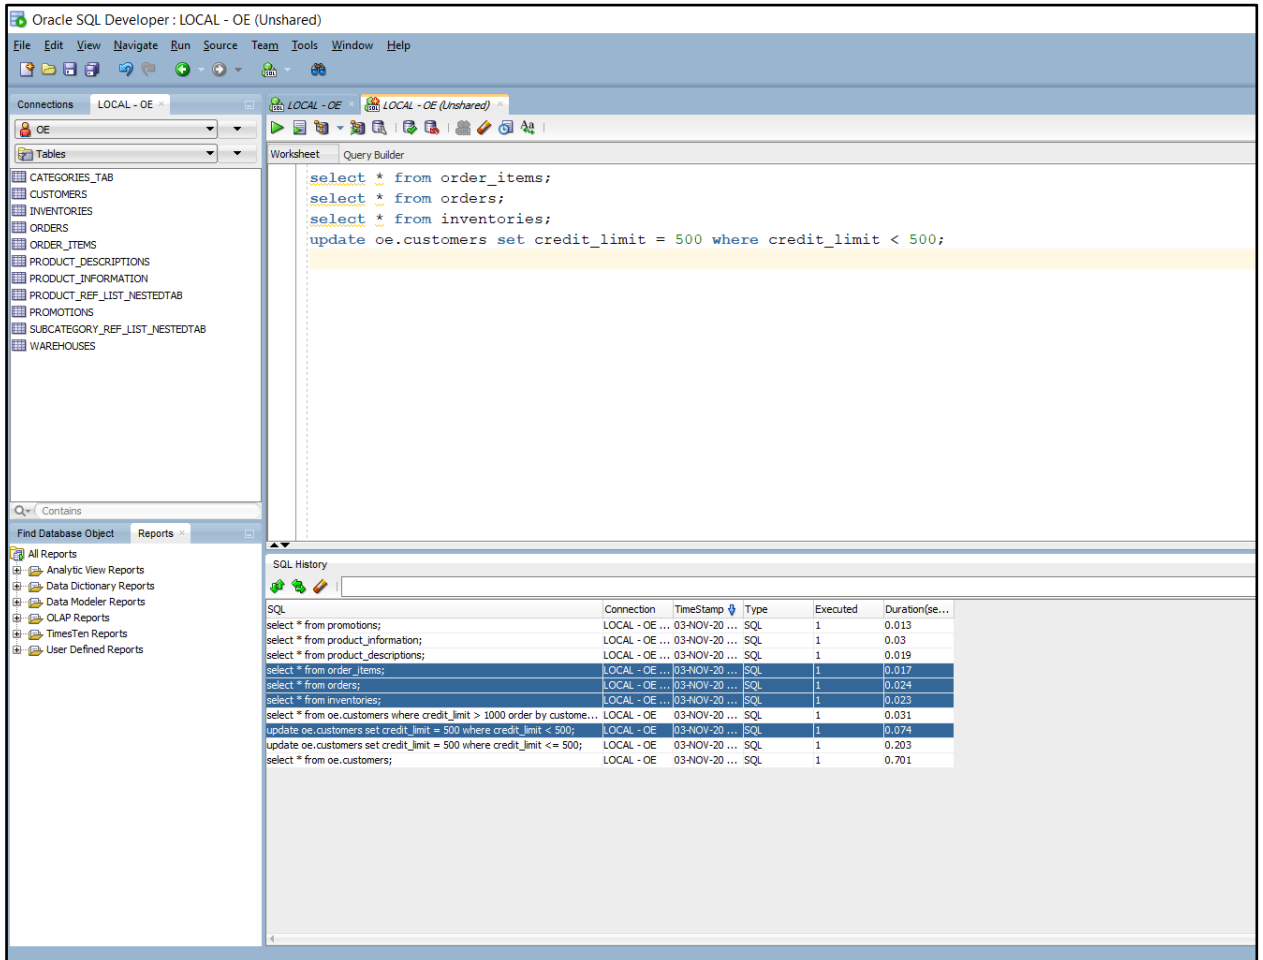 Oracle SQL Developer : LOCAL - OE (Unshared)
File Edit View Navigate Run Source Team Tools Window Help
Connections LOCAL - OE
OE
Tables
CATEGORIES_TAB
CUSTOMERS
INVENTORIES
ORDERS
ORDER_ITEMS
PRODUCT_DESCRIPTIONS
PRODUCT_INFORMATION
PRODUCT_REF_LIST_NESTEDTAB
PROMOTIONS
SUBCATEGORY_REF_LIST_NESTEDTAB
WAREHOUSES
Contains
Find Database Object Reports
All Reports
Analytic View Reports
Data Dictionary Reports
Data Modeler Reports
OLAP Reports
TimesTen Reports
User Defined Reports
LOCAL - OE LOCAL - OE (Unshared)
Worksheet Query Builder
select * from order_items;
select * from orders;
select * from inventories;
update oe.customers set credit_limit = 500 where credit_limit < 500;
SQL History
SQL Connection TimeStamp Type Executed Duration(se...
select * from promotions; LOCAL - OE ... 03-NOV-20 ... SQL 1 0.013
select * from product_information; LOCAL - OE ... 03-NOV-20 ... SQL 1 0.03
select * from product_descriptions; LOCAL - OE ... 03-NOV-20 ... SQL 1 0.019
select * from order_items; LOCAL - OE ... 03-NOV-20 ... SQL 1 0.017
select * from orders; LOCAL - OE ... 03-NOV-20 ... SQL 1 0.024
select * from inventories; LOCAL - OE ... 03-NOV-20 ... SQL 1 0.023
select * from oe.customers where credit_limit > 1000 order by custome... LOCAL - OE 03-NOV-20 ... SQL 1 0.031
update oe.customers set credit_limit = 500 where credit_limit < 500; LOCAL - OE 03-NOV-20 ... SQL 1 0.074
update oe.customers set credit_limit = 500 where credit_limit <= 500; LOCAL - OE 03-NOV-20 ... SQL 1 0.203
select * from oe.customers; LOCAL - OE 03-NOV-20 ... SQL 1 0.701